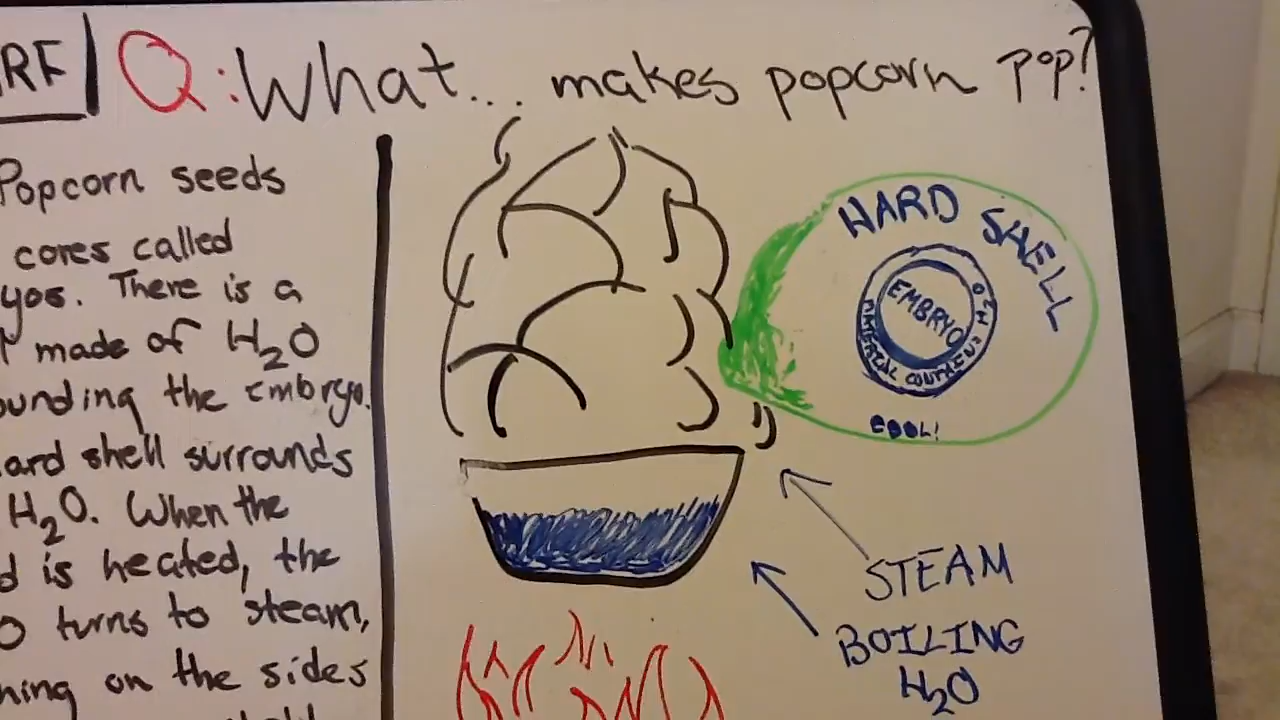 RF
Q: What... makes popcorn pop?
Popcorn seeds
cores called
yos. There is a
made of H₂O
ounding the embryo.
ard shell surrounds
H₂O. When the
d is heated, the
O turns to steam,
ning on the sides
HARD SHELL
EMBRYO
H₂O
COOL!
STEAM
BOILING
H₂O